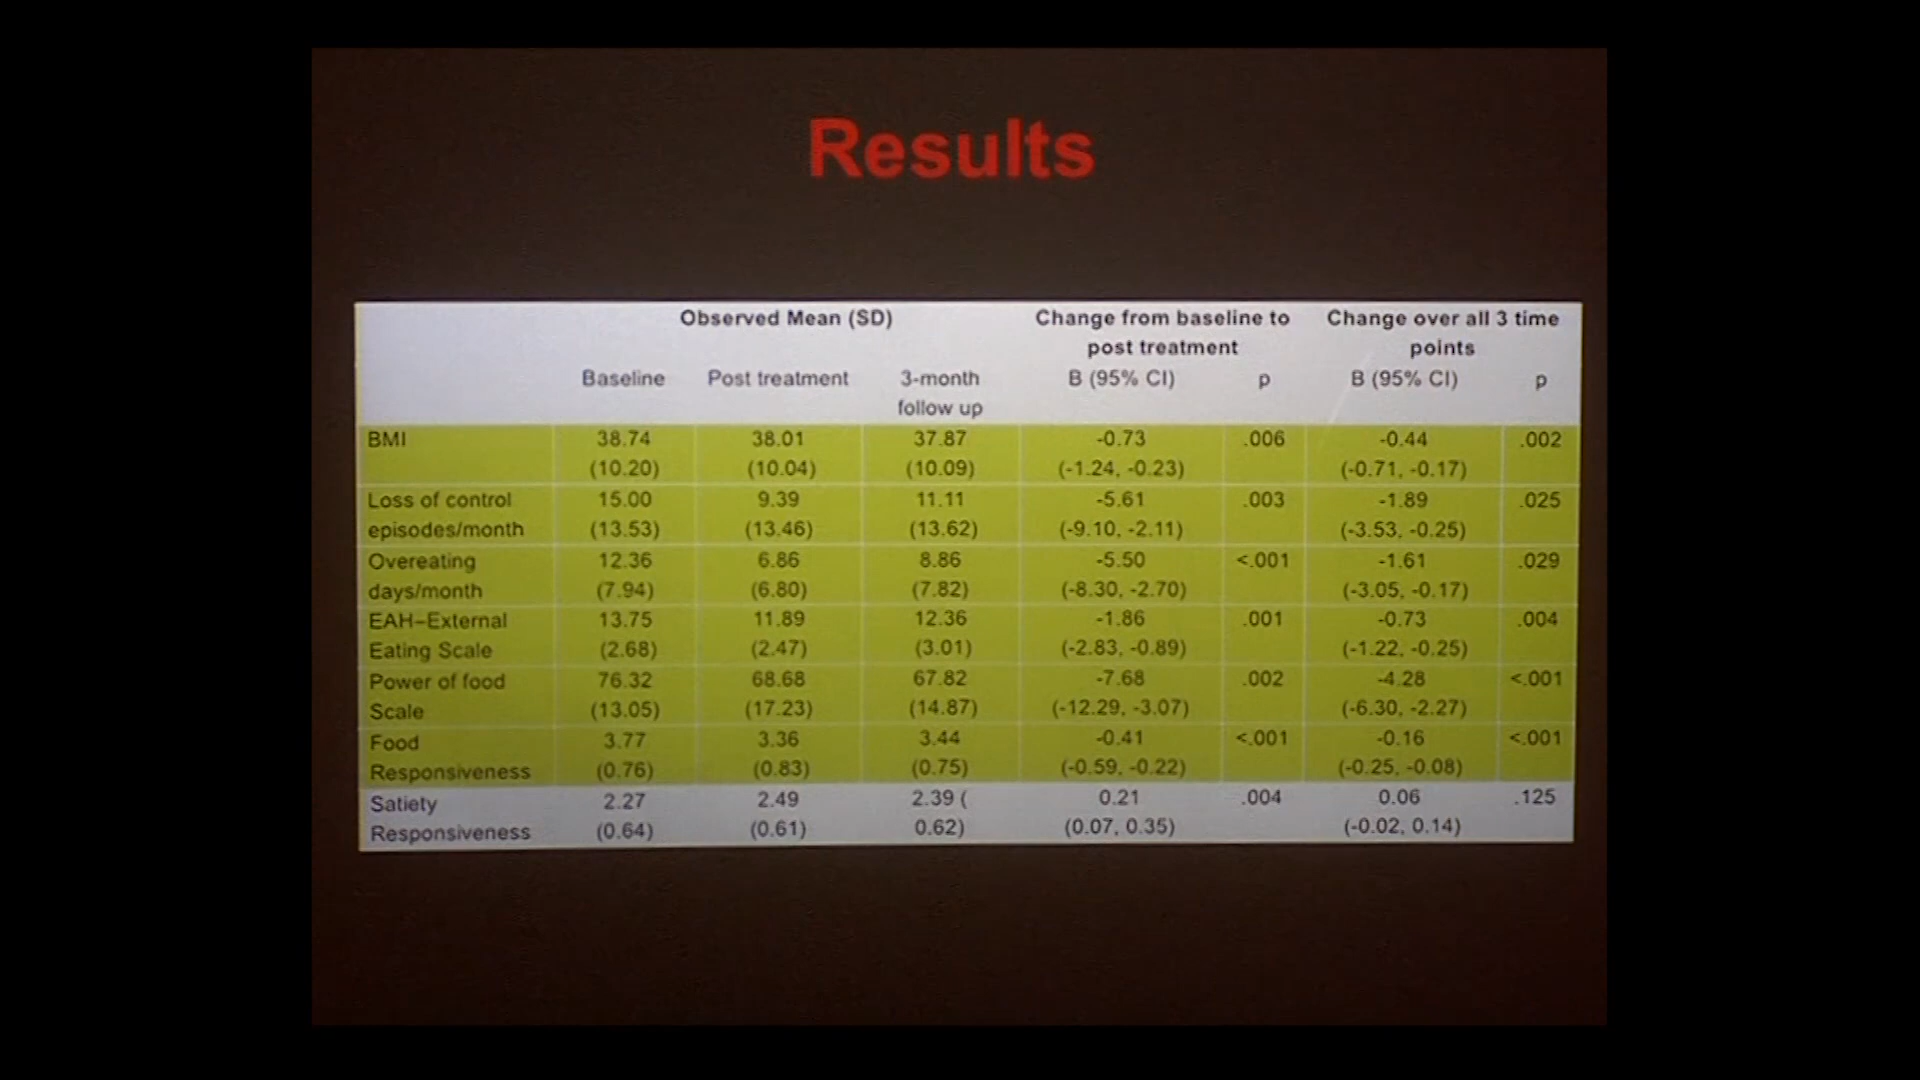 Results
Observed Mean (SD) Change from baseline to Change over all 3 time
post treatment points
Baseline Post treatment 3-month B (95% CI) p B (95% CI) p
follow up
BMI 38.74 38.01 37.87 -0.73 .006 -0.44 .002
(10.20) (10.04) (10.09) (-1.24, -0.23) (-0.71, -0.17)
Loss of control 15.00 9.39 11.11 -5.61 .003 -1.89 .025
episodes/month (13.53) (13.46) (13.62) (-9.10, -2.11) (-3.53, -0.25)
Overeating 12.36 6.86 8.86 -5.50 <.001 -1.61 .029
days/month (7.94) (6.80) (7.82) (-8.30, -2.70) (-3.05, -0.17)
EAH–External 13.75 11.89 12.36 -1.86 .001 -0.73 .004
Eating Scale (2.68) (2.47) (3.01) (-2.83, -0.89) (-1.22, -0.25)
Power of food 76.32 68.68 67.82 -7.68 .002 -4.28 <.001
Scale (13.05) (17.23) (14.87) (-12.29, -3.07) (-6.30, -2.27)
Food 3.77 3.36 3.44 -0.41 <.001 -0.16 <.001
Responsiveness (0.76) (0.83) (0.75) (-0.59, -0.22) (-0.25, -0.08)
Satiety 2.27 2.49 2.39 ( 0.21 .004 0.06 .125
Responsiveness (0.64) (0.61) 0.62) (0.07, 0.35) (-0.02, 0.14)